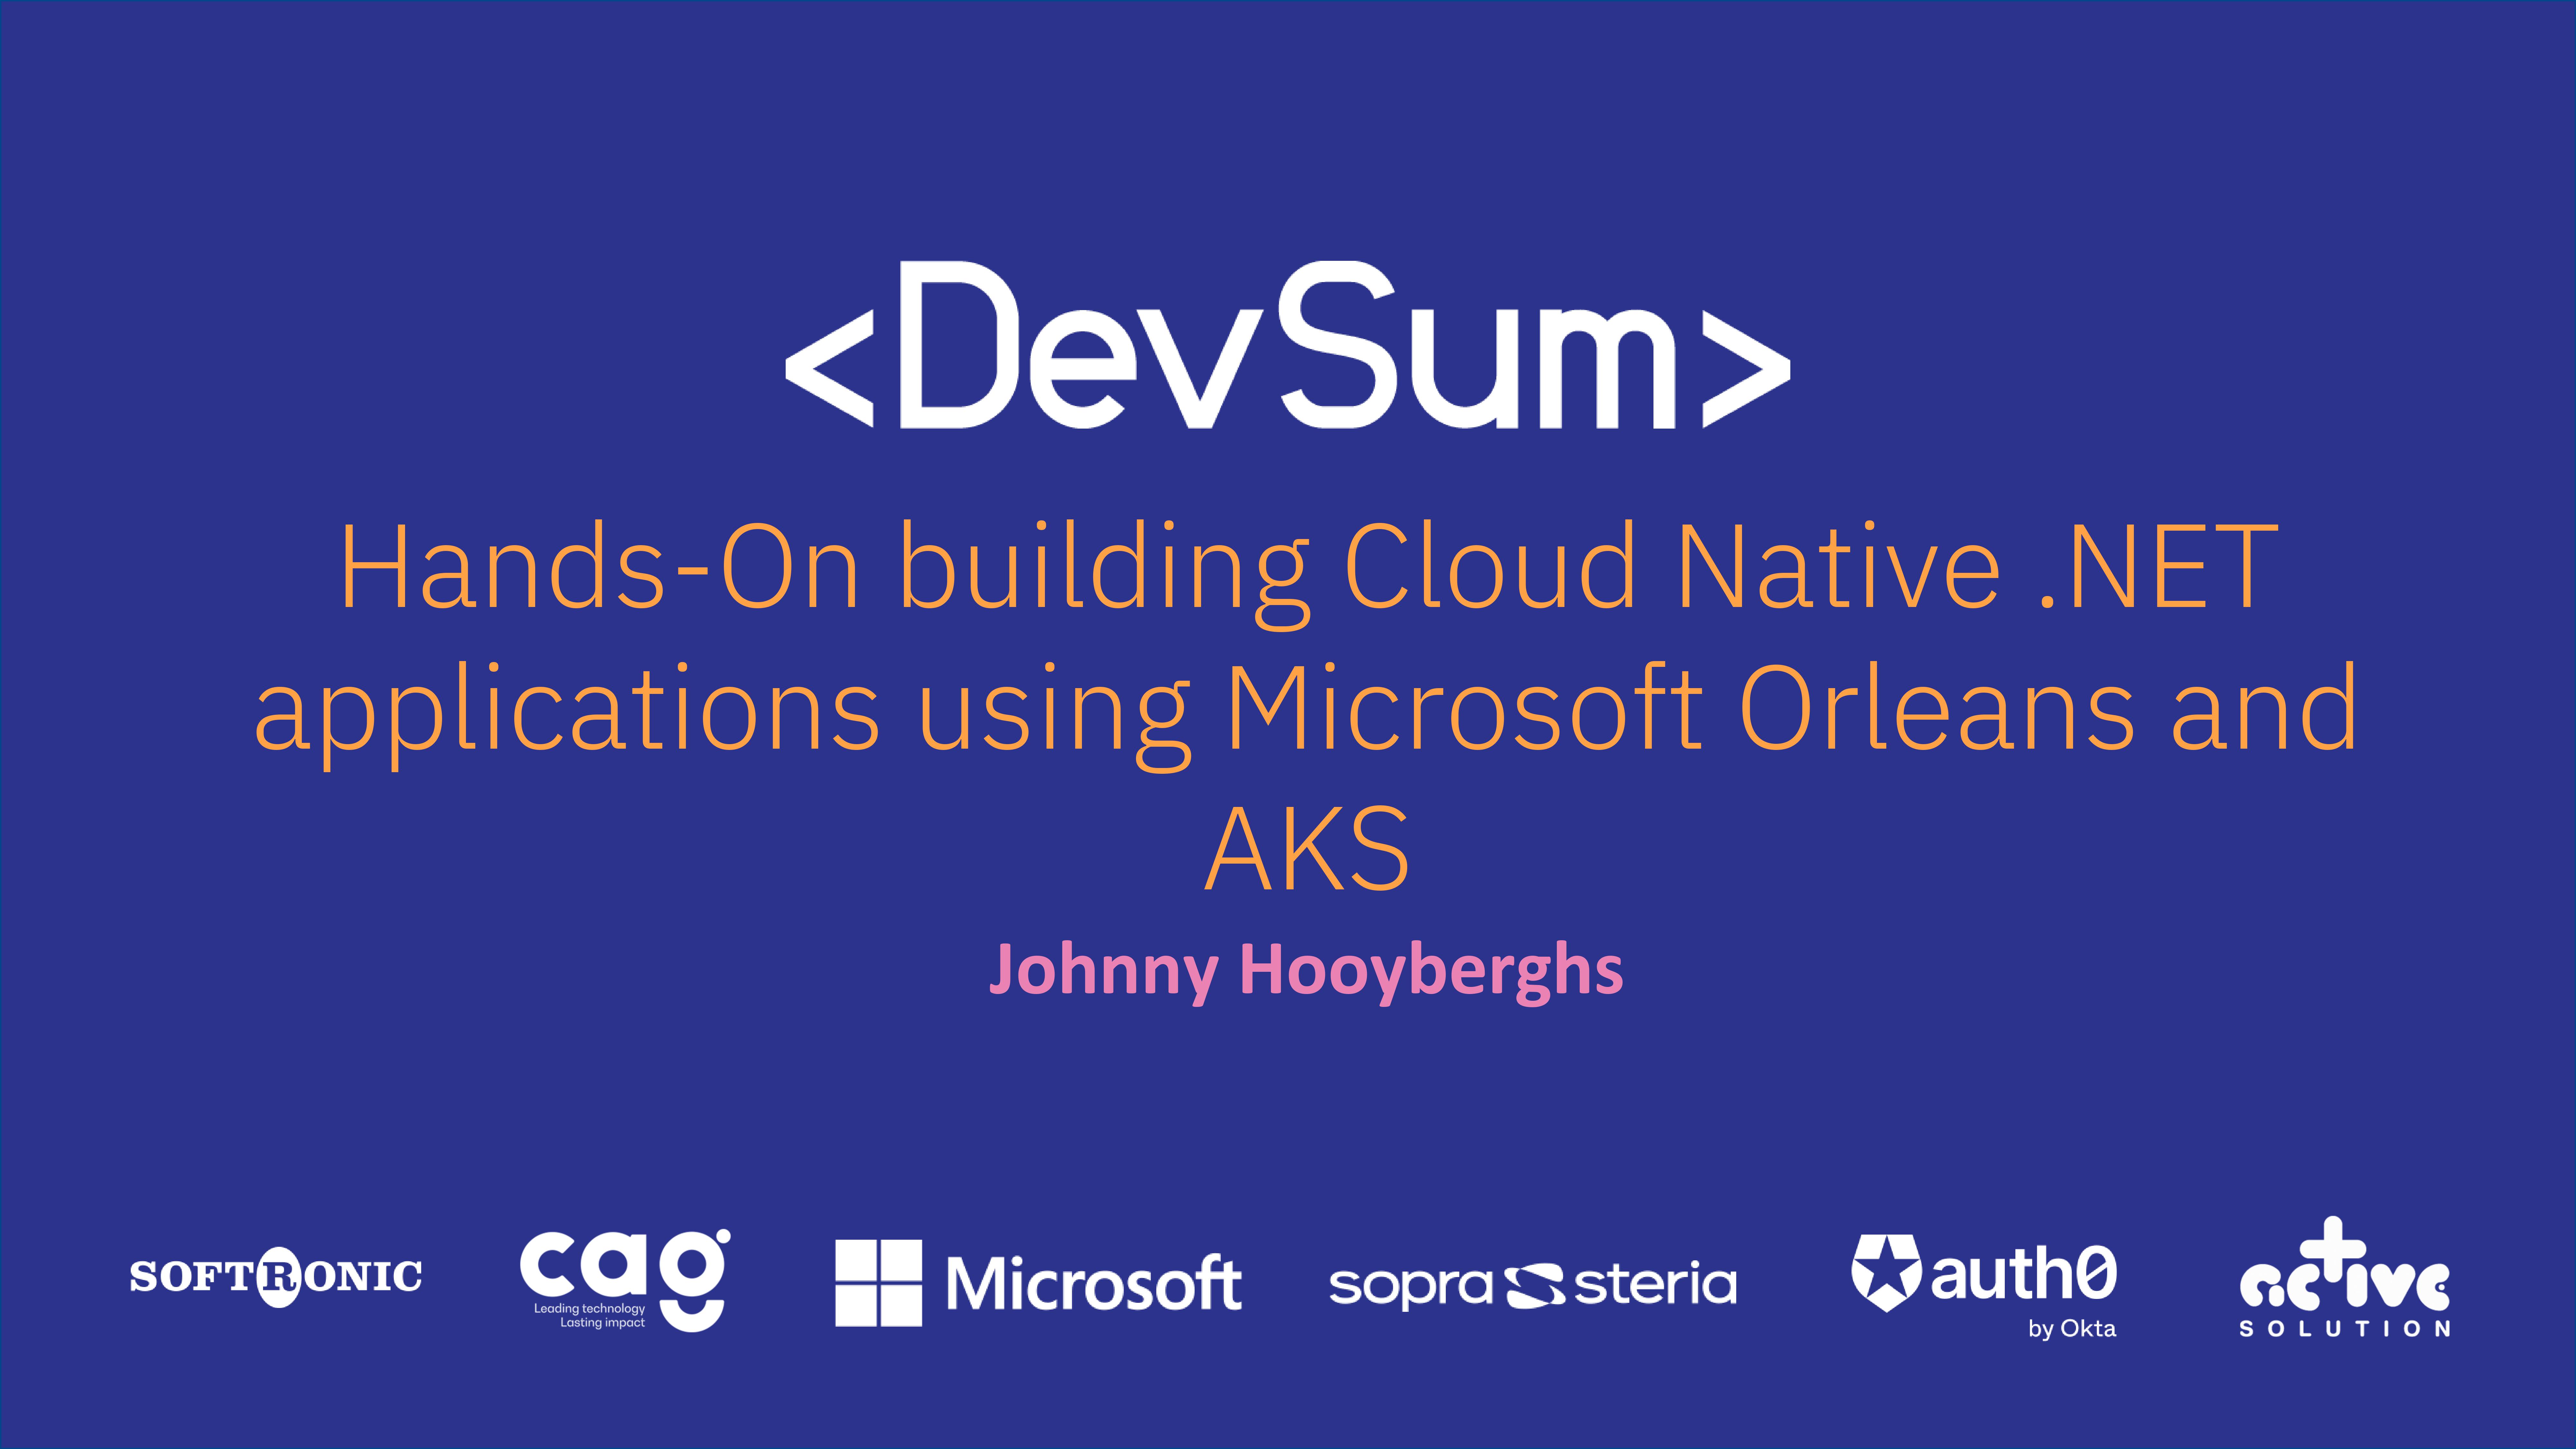 <DevSum>
Hands-On building Cloud Native .NET
applications using Microsoft Orleans and
AKS
Johnny Hooyberghs
SOFTRONIC
cag
Leading technology
Lasting impact
Microsoft
sopra steria
auth0
by Okta
active
SOLUTION